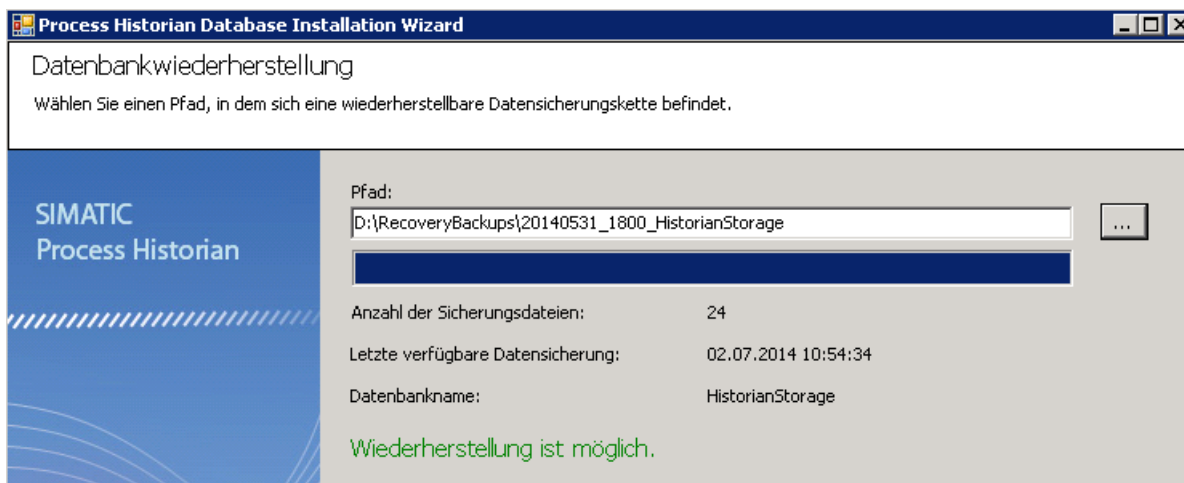 Process Historian Database Installation Wizard
Datenbankwiederherstellung
Wählen Sie einen Pfad, in dem sich eine wiederherstellbare Datensicherungskette befindet.
SIMATIC
Process Historian
Pfad:
D:\RecoveryBackups\20140531_1800_HistorianStorage
...
Anzahl der Sicherungsdateien: 24
Letzte verfügbare Datensicherung: 02.07.2014 10:54:34
Datenbankname: HistorianStorage
Wiederherstellung ist möglich.